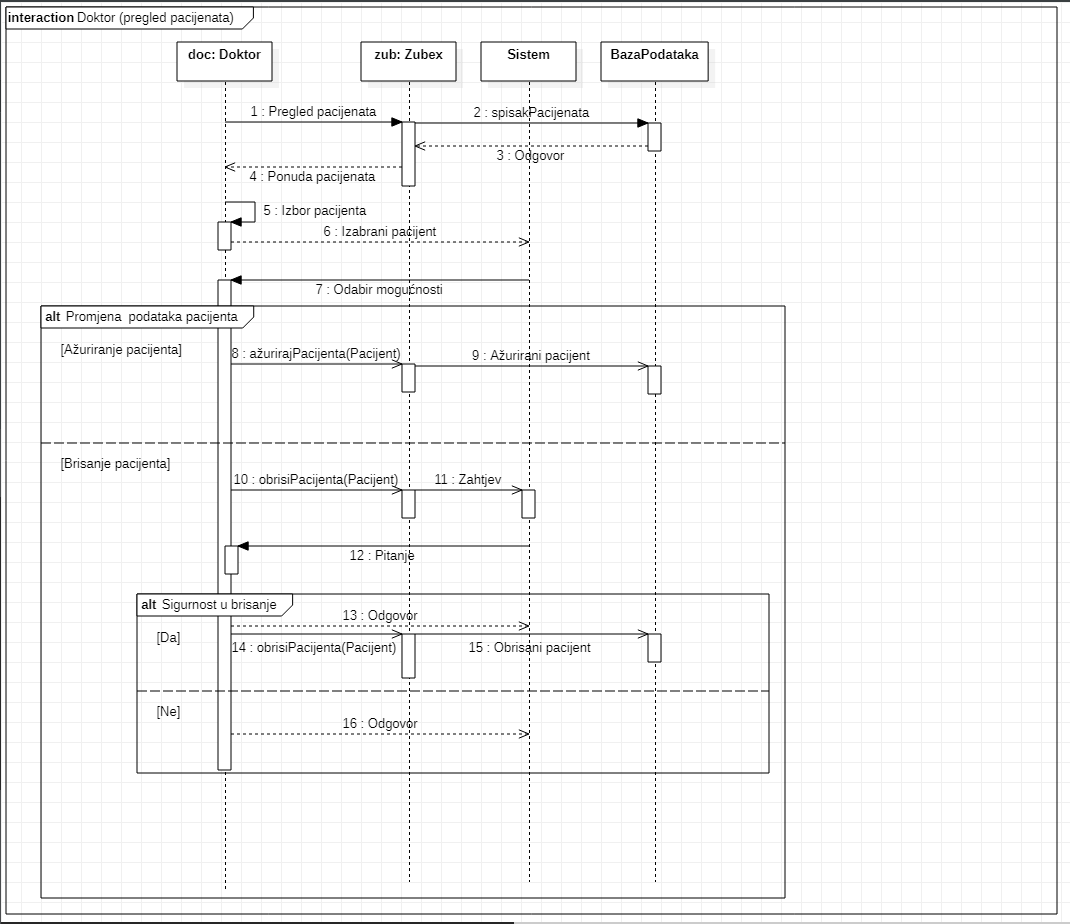 interaction Doktor (pregled pacijenata)
doc: Doktor
zub: Zubex
Sistem
BazaPodataka
1 : Pregled pacijenata
2 : spisakPacijenata
3 : Odgovor
4 : Ponuda pacijenata
5 : Izbor pacijenta
6 : Izabrani pacijent
7 : Odabir mogućnosti
alt Promjena podataka pacijenta
[Ažuriranje pacijenta]
8 : ažurirajPacijenta(Pacijent)
9 : Ažurirani pacijent
[Brisanje pacijenta]
10 : obrisiPacijenta(Pacijent)
11 : Zahtjev
12 : Pitanje
alt Sigurnost u brisanje
13 : Odgovor
[Da]
14 : obrisiPacijenta(Pacijent)
15 : Obrisani pacijent
[Ne]
16 : Odgovor